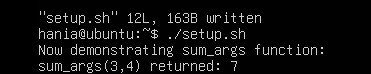 "setup.sh" 12L, 163B written
hania@ubuntu:~$ ./setup.sh
Now demonstrating sum_args function:
sum_args(3,4) returned: 7